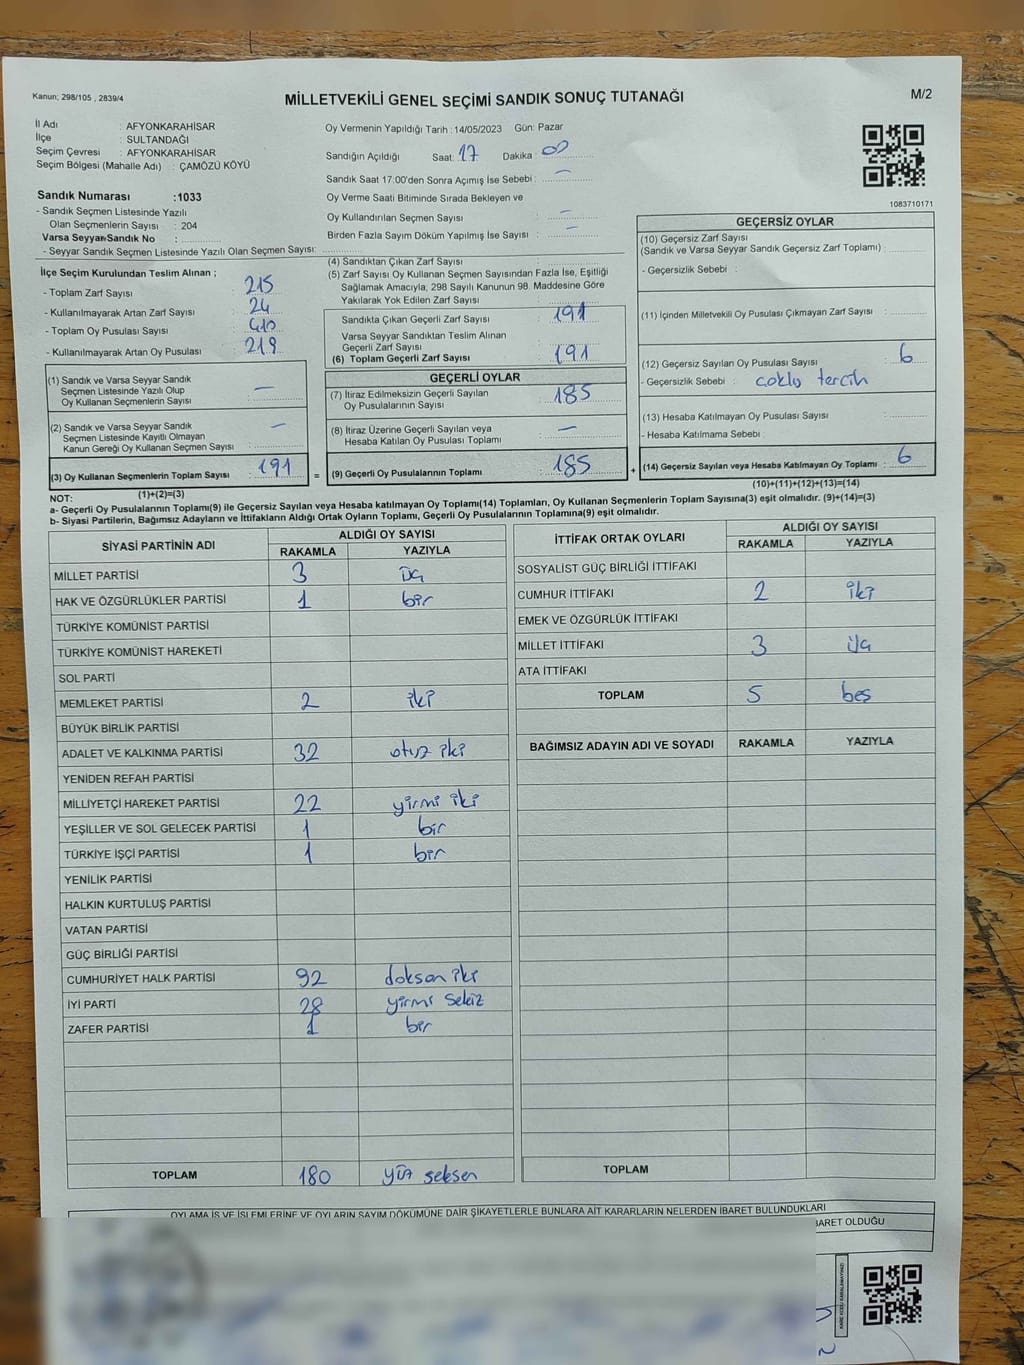 Kanun; 298/105 , 2839/4
MİLLETVEKİLİ GENEL SEÇİMİ SANDIK SONUÇ TUTANAĞI
M/2
İl Adı : AFYONKARAHİSAR
İlçe : SULTANDAĞI
Seçim Çevresi : AFYONKARAHİSAR
Seçim Bölgesi (Mahalle Adı) : ÇAMÖZÜ KÖYÜ
Sandık Numarası :1033
- Sandık Seçmen Listesinde Yazılı
Olan Seçmenlerin Sayısı : 204
Varsa Seyyar Sandık No :
- Seyyar Sandık Seçmen Listesinde Yazılı Olan Seçmen Sayısı:
Oy Vermenin Yapıldığı Tarih : 14/05/2023 Gün: Pazar
Sandığın Açıldığı Saat: 17 Dakika : 00
Sandık Saat 17.00'den Sonra Açımış İse Sebebi : —
Oy Verme Saati Bitiminde Sırada Bekleyen ve
Oy Kullandırılan Seçmen Sayısı : —
Birden Fazla Sayım Döküm Yapılmış İse Sayısı : —
1083710171
İlçe Seçim Kurulundan Teslim Alınan ;
- Toplam Zarf Sayısı : 215
- Kullanılmayarak Artan Zarf Sayısı : 24
- Toplam Oy Pusulası Sayısı : 410
- Kullanılmayarak Artan Oy Pusulası : 219
(1) Sandık ve Varsa Seyyar Sandık
Seçmen Listesinde Yazılı Olup
Oy Kullanan Seçmenlerin Sayısı : —
(2) Sandık ve Varsa Seyyar Sandık
Seçmen Listesinde Kayıtlı Olmayan
Kanun Gereği Oy Kullanan Seçmen Sayısı : —
(3) Oy Kullanan Seçmenlerin Toplam Sayısı : 191 =
(1)+(2)=(3)
(4) Sandıktan Çıkan Zarf Sayısı :
(5) Zarf Sayısı Oy Kullanan Seçmen Sayısından Fazla İse, Eşitliği
Sağlamak Amacıyla; 298 Sayılı Kanunun 98. Maddesine Göre
Yakılarak Yok Edilen Zarf Sayısı :
Sandıkta Çıkan Geçerli Zarf Sayısı : 191
Varsa Seyyar Sandıktan Teslim Alınan
Geçerli Zarf Sayısı :
(6) Toplam Geçerli Zarf Sayısı : 191
GEÇERLİ OYLAR
(7) İtiraz Edilmeksizin Geçerli Sayılan
Oy Pusulalarının Sayısı : 185
(8) İtiraz Üzerine Geçerli Sayılan veya
Hesaba Katılan Oy Pusulası Toplamı : —
(9) Geçerli Oy Pusulalarının Toplamı : 185 +
GEÇERSİZ OYLAR
(10) Geçersiz Zarf Sayısı
(Sandık ve Varsa Seyyar Sandık Geçersiz Zarf Toplamı) :
- Geçersizlik Sebebi :
(11) İçinden Milletvekili Oy Pusulası Çıkmayan Zarf Sayısı :
(12) Geçersiz Sayılan Oy Pusulası Sayısı : 6
- Geçersizlik Sebebi : coklu tercih
(13) Hesaba Katılmayan Oy Pusulası Sayısı :
- Hesaba Katılmama Sebebi :
(14) Geçersiz Sayılan veya Hesaba Katılmayan Oy Toplamı : 6
(10)+(11)+(12)+(13)=(14)
NOT:
a- Geçerli Oy Pusulasının Toplamı(9) ile Geçersiz Sayılan veya Hesaba katılmayan Oy Toplamı(14) Toplamları, Oy Kullanan Seçmenlerin Toplam Sayısına(3) eşit olmalıdır. (9)+(14)=(3)
b- Siyasi Partilerin, Bağımsız Adayların ve İttifakların Aldığı Ortak Oyların Toplamı, Geçerli Oy Pusulalarının Toplamına(9) eşit olmalıdır.
SİYASİ PARTİNİN ADI ALDIĞI OY SAYISI
RAKAMLA YAZIYLA
MİLLET PARTİSİ 3 üç
HAK VE ÖZGÜRLÜKLER PARTİSİ 1 bir
TÜRKİYE KOMÜNİST PARTİSİ
TÜRKİYE KOMÜNİST HAREKETİ
SOL PARTİ
MEMLEKET PARTİSİ 2 iki
BÜYÜK BİRLİK PARTİSİ
ADALET VE KALKINMA PARTİSİ 32 otuz iki
YENİDEN REFAH PARTİSİ
MİLLİYETÇİ HAREKET PARTİSİ 22 yirmi iki
YEŞİLLER VE SOL GELECEK PARTİSİ 1 bir
TÜRKİYE İŞÇİ PARTİSİ 1 bir
YENİLİK PARTİSİ
HALKIN KURTULUŞ PARTİSİ
VATAN PARTİSİ
GÜÇ BİRLİĞİ PARTİSİ
CUMHURİYET HALK PARTİSİ 92 doksan iki
İYİ PARTİ 28 yirmi sekiz
ZAFER PARTİSİ 1 bir
TOPLAM 180 yüz seksen
İTTİFAK ORTAK OYLARI ALDIĞI OY SAYISI
RAKAMLA YAZIYLA
SOSYALİST GÜÇ BİRLİĞİ İTTİFAKI
CUMHUR İTTİFAKI 2 iki
EMEK VE ÖZGÜRLÜK İTTİFAKI
MİLLET İTTİFAKI 3 üç
ATA İTTİFAKI
TOPLAM 5 beş
BAĞIMSIZ ADAYIN ADI VE SOYADI RAKAMLA YAZIYLA
TOPLAM
OYLAMA İŞ VE İŞLEMLERİNE VE OYLARIN SAYIM DÖKÜMÜNE DAİR ŞİKAYETLERLE BUNLARA AİT KARARLARIN NELERDEN İBARET BULUNDUKLARI
BARET OLDUĞU